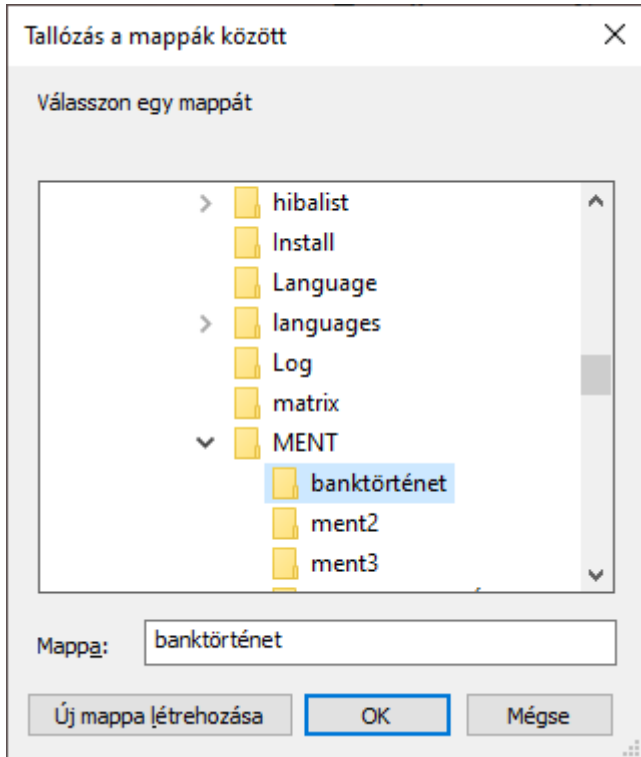 Tallózás a mappák között
Válasszon egy mappát
hibalist
Install
Language
languages
Log
matrix
MENT
banktörténet
ment2
ment3
Mappa: banktörténet
Új mappa létrehozása OK Mégse